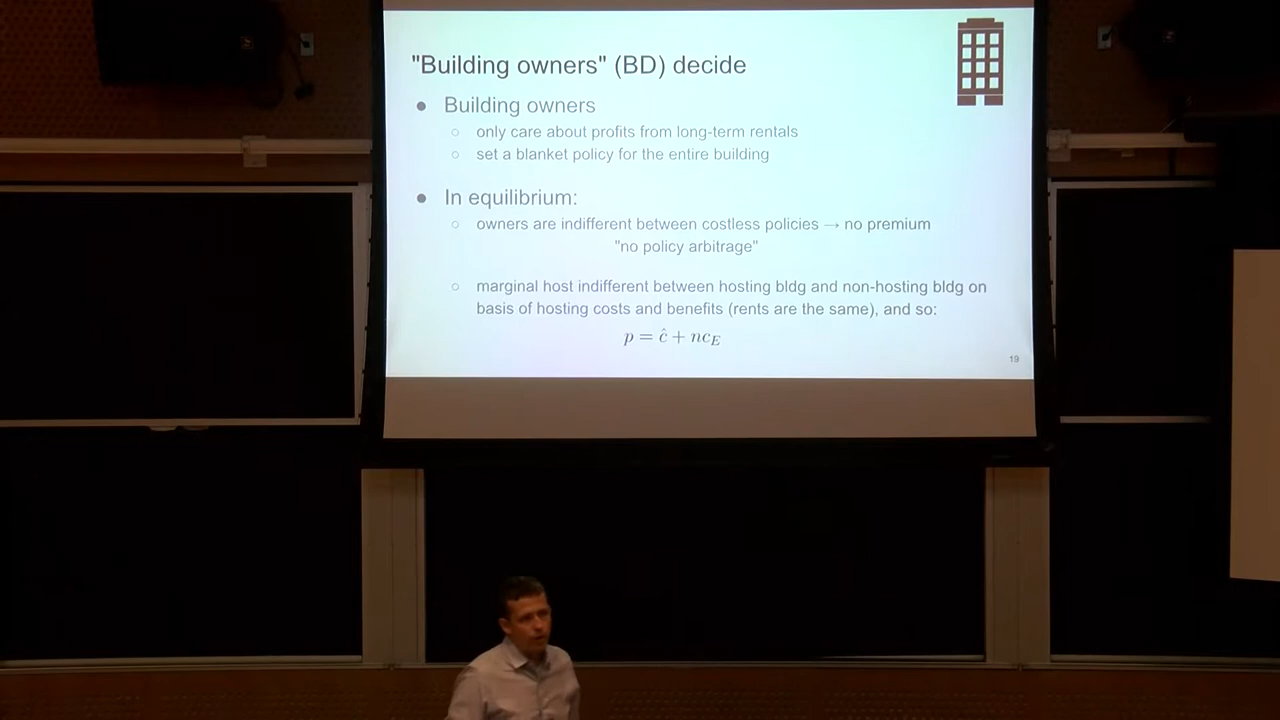 "Building owners" (BD) decide
● Building owners
○ only care about profits from long-term rentals
○ set a blanket policy for the entire building
● In equilibrium:
○ owners are indifferent between costless policies → no premium
"no policy arbitrage"
○ marginal host indifferent between hosting bldg and non-hosting bldg on
basis of hosting costs and benefits (rents are the same), and so:
p = ĉ + nc_E
19